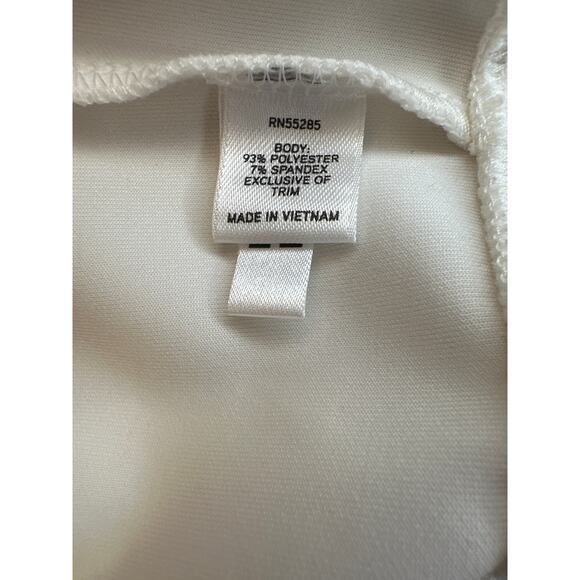 RN55285
BODY:
93% POLYESTER
7% SPANDEX
EXCLUSIVE OF
TRIM
MADE IN VIETNAM